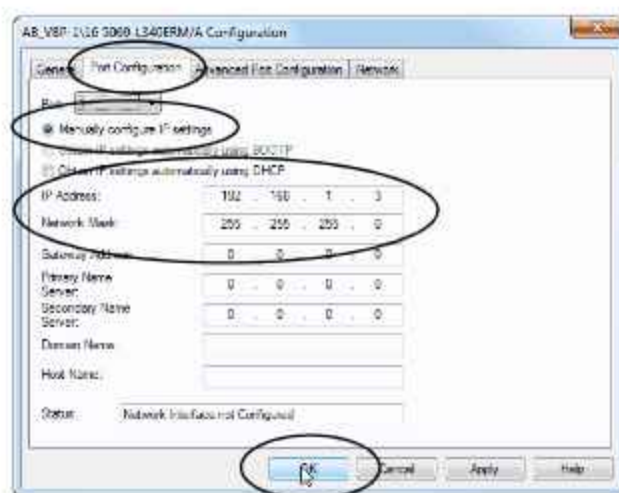 AB_VBP-1\16 5069-L340ERM/A Configuration
General Port Configuration Advanced Port Configuration Network
Port:
Manually configure IP settings
Obtain IP settings automatically using BOOTP
Obtain IP settings automatically using DHCP
IP Address: 192 . 168 . 1 . 3
Network Mask: 255 . 255 . 255 . 0
Gateway Address: 0 . 0 . 0 . 0
Primary Name
Server: 0 . 0 . 0 . 0
Secondary Name
Server: 0 . 0 . 0 . 0
Domain Name:
Host Name:
Status: Network Interface not Configured
OK Cancel Apply Help